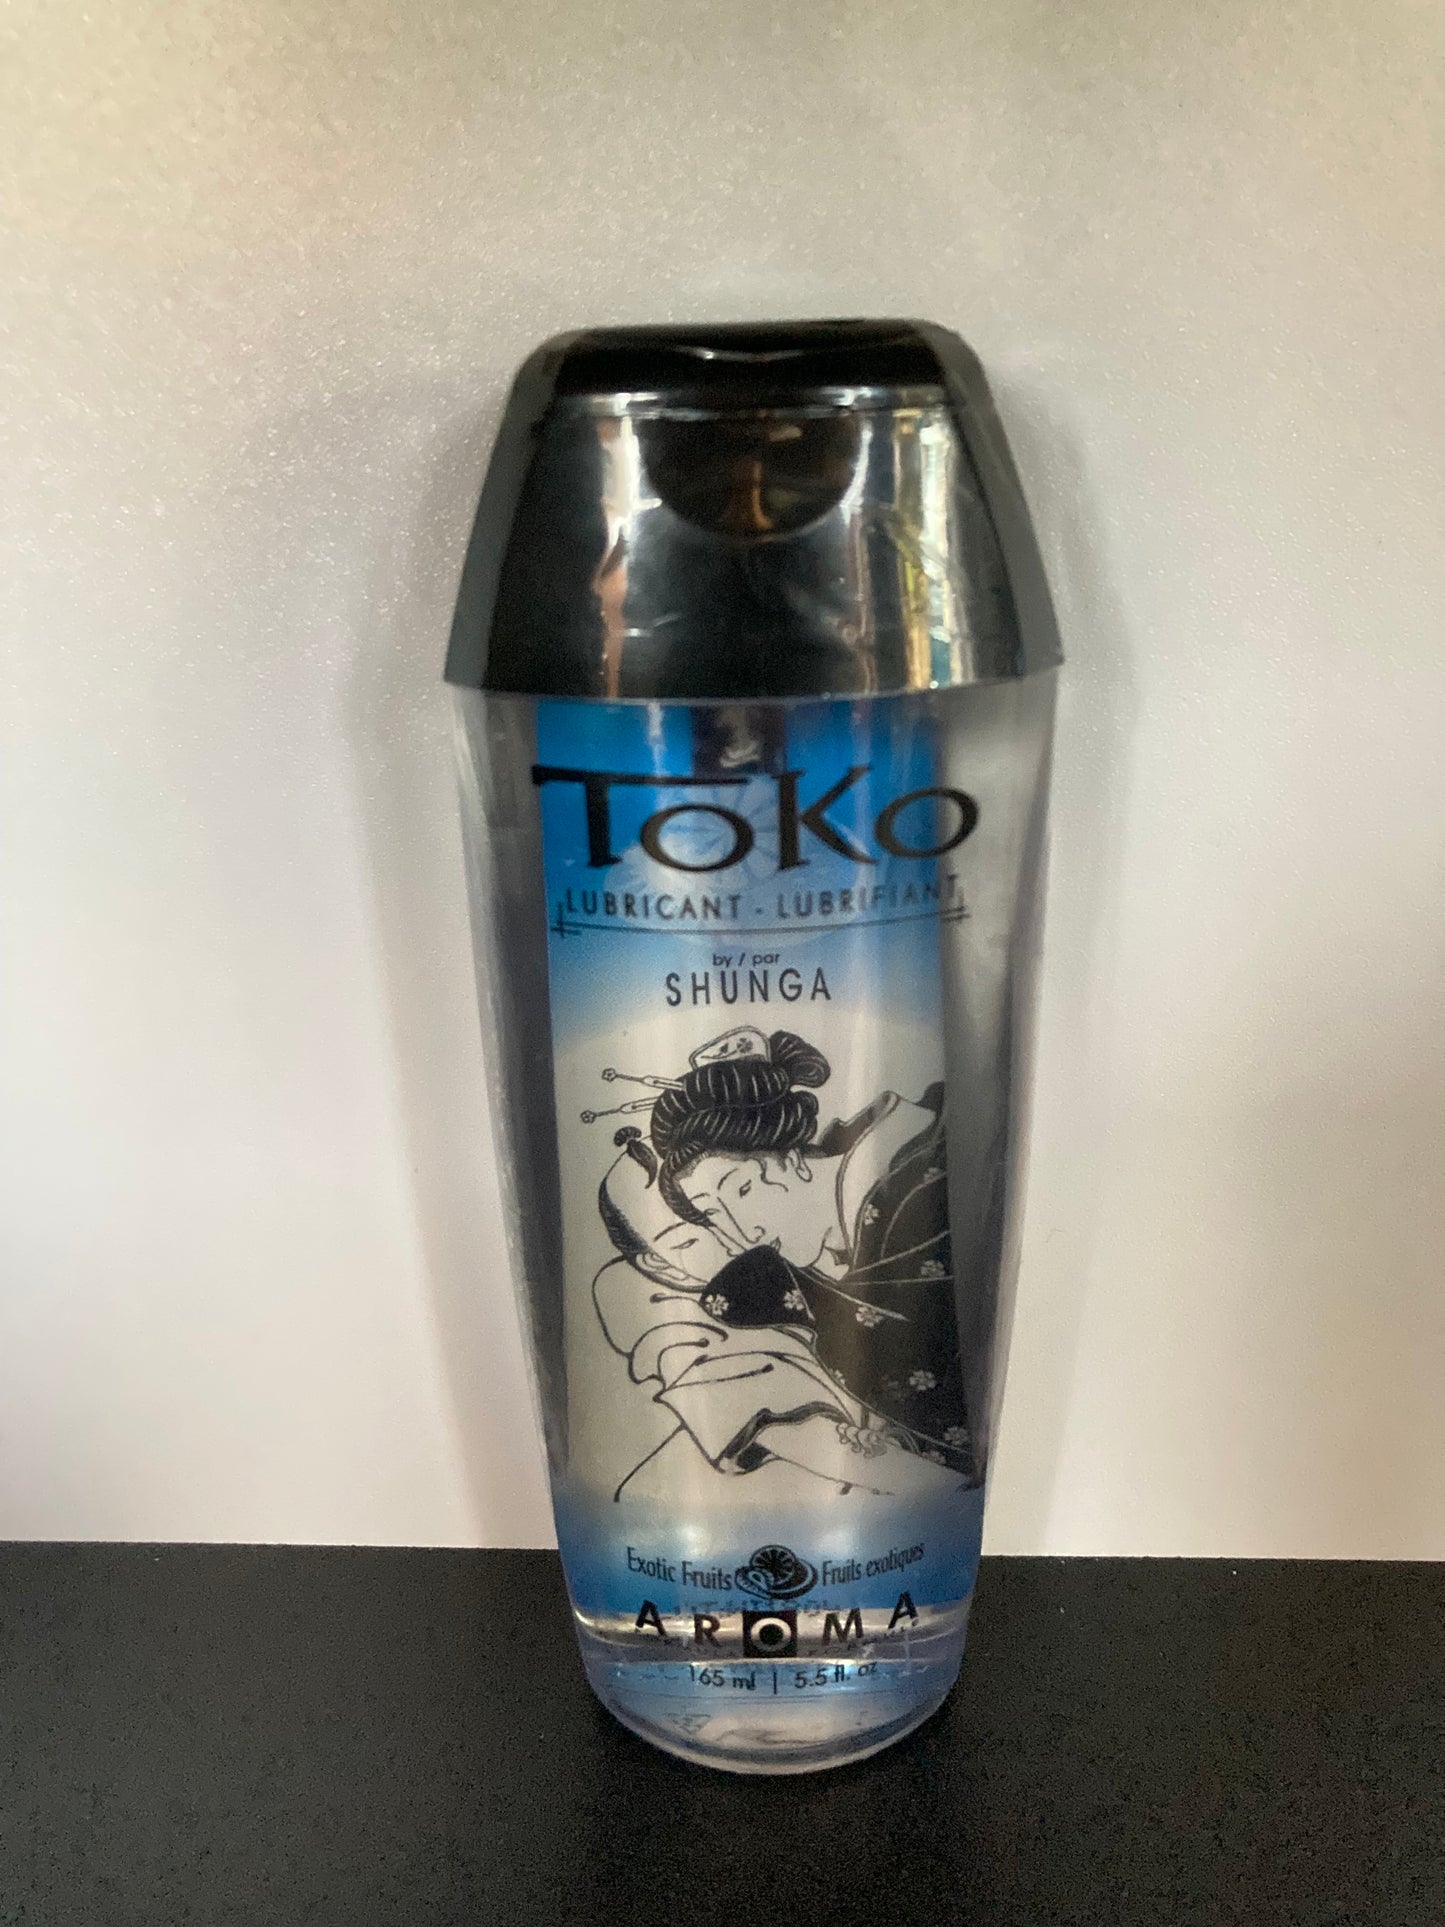 TOKO
LUBRICANT - LUBRIFIANT
by / par
SHUNGA
Exotic Fruits Fruits exotiques
AROMA
165 ml | 5.5 fl. oz